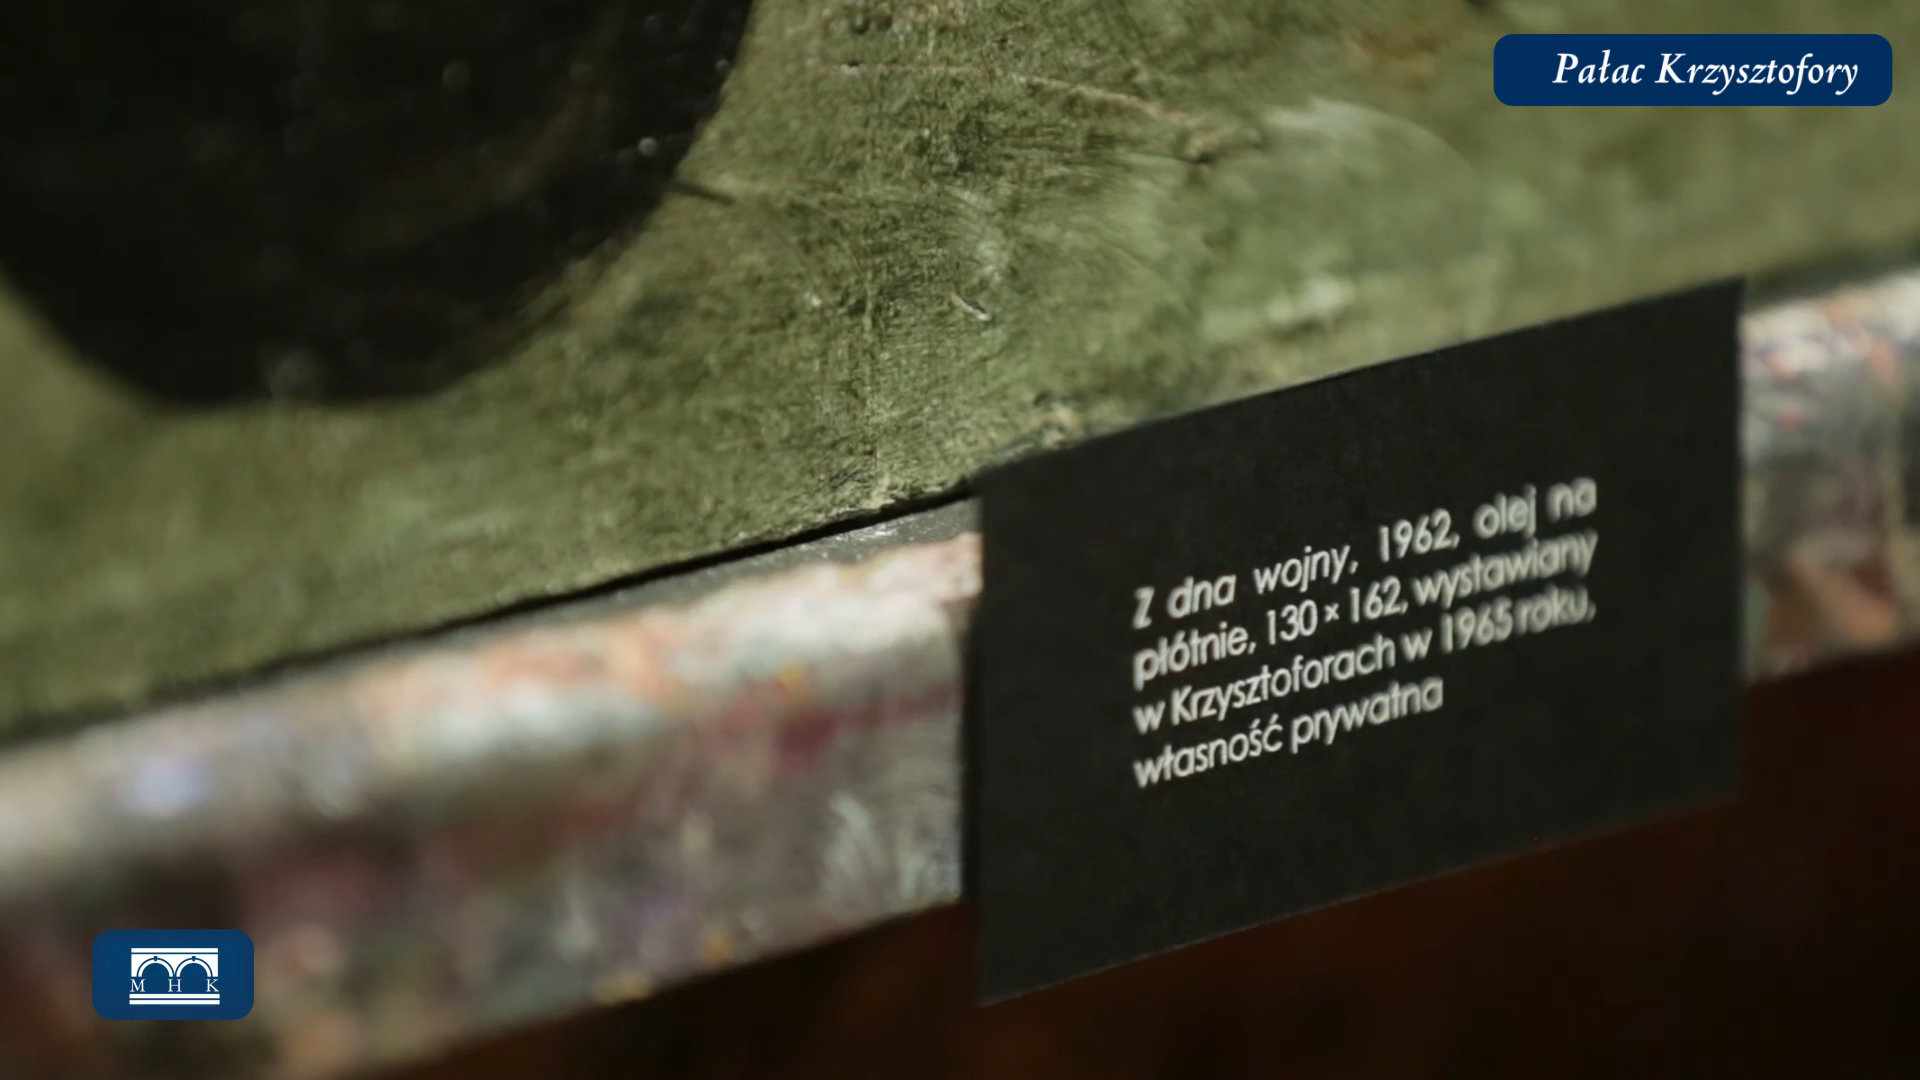 Pałac Krzysztofory
Z dna wojny, 1962, olej na
płótnie, 130 × 162, wystawiany
w Krzysztoforach w 1965 roku,
własność prywatna
M H K